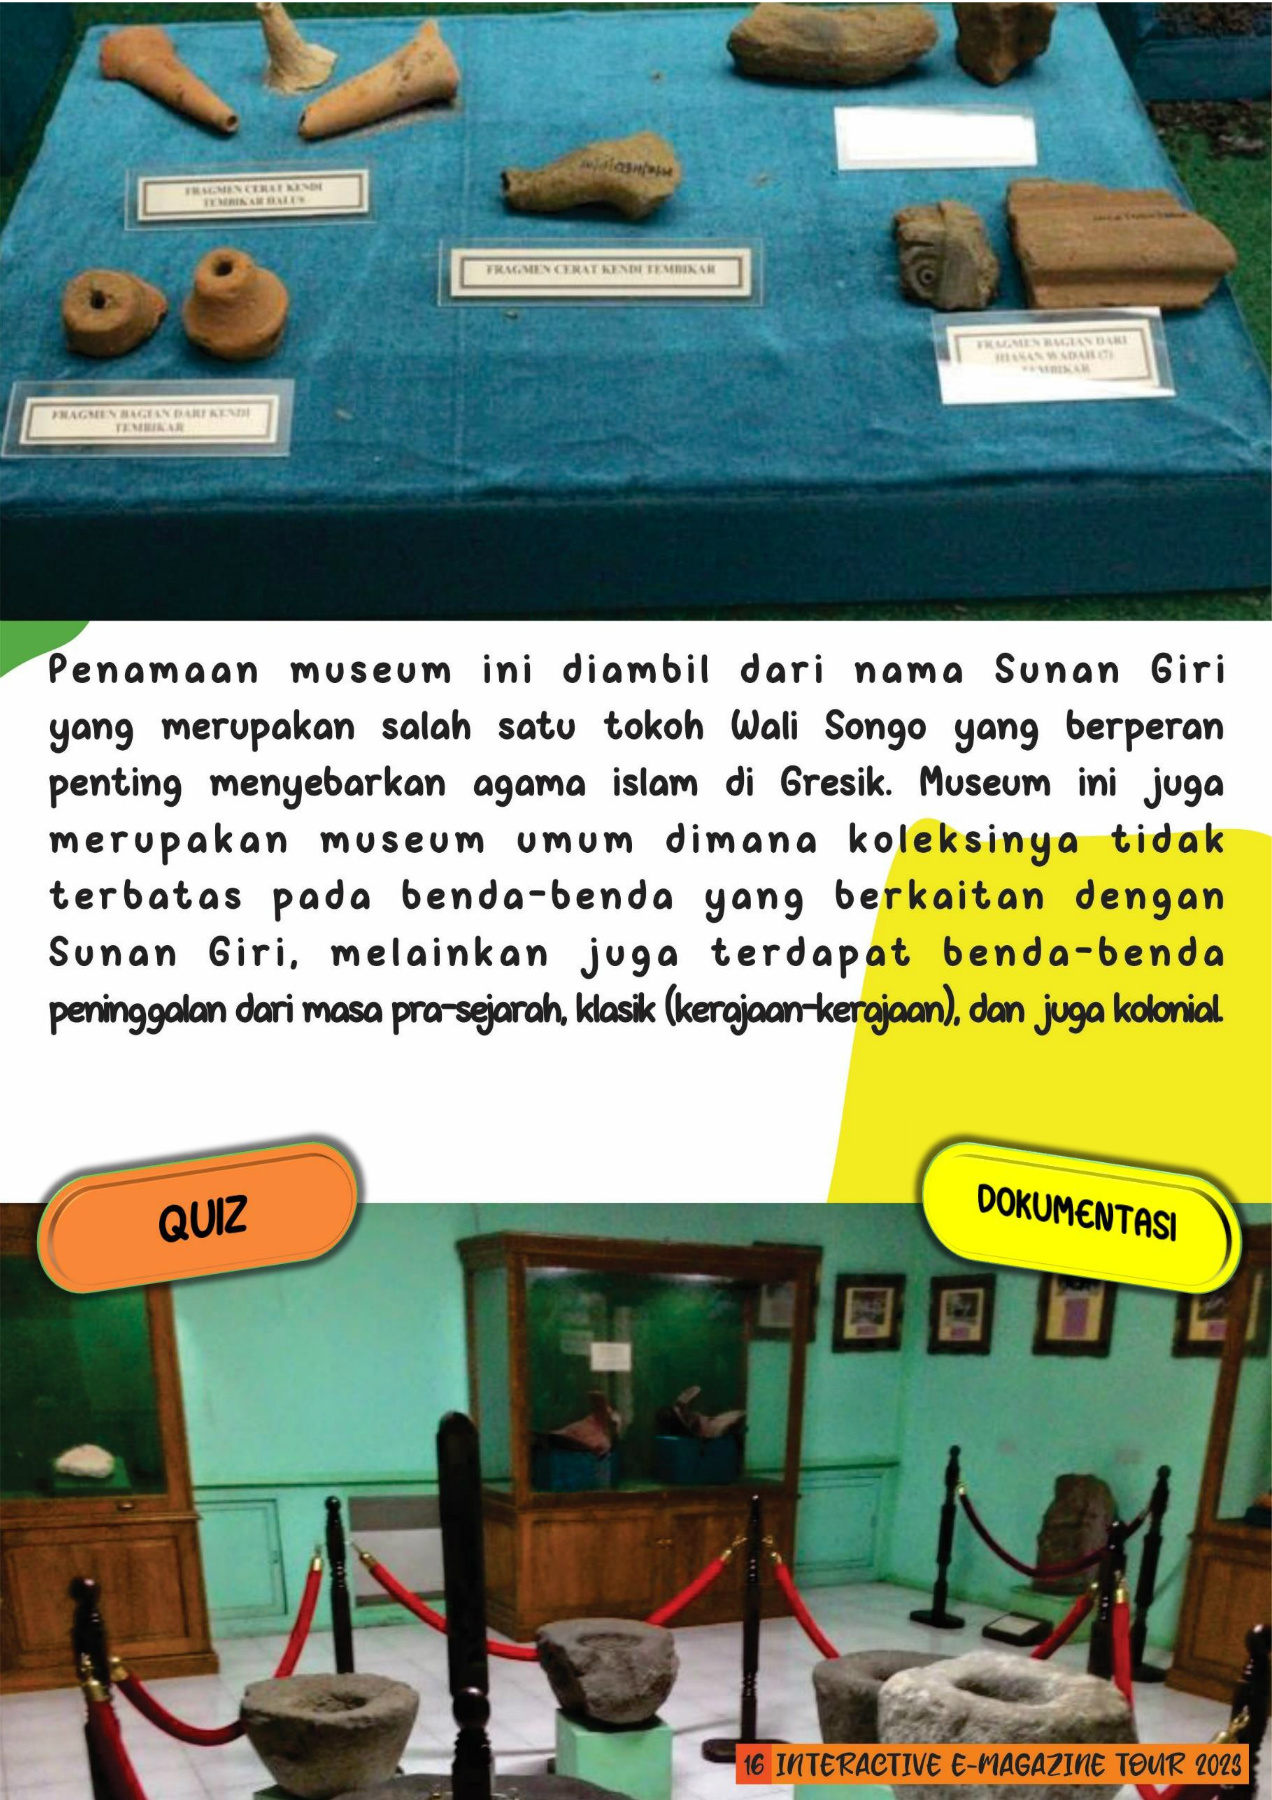 FRAGMEN CERAT KENDI
TEMBIKAR HALUS
FRAGMEN CERAT KENDI TEMBIKAR
FRAGMEN BAGIAN DARI
HIASAN WADAH (?)
TEMBIKAR
FRAGMEN BAGIAN DARI KENDI
TEMBIKAR
Penamaan museum ini diambil dari nama Sunan Giri
yang merupakan salah satu tokoh Wali Songo yang berperan
penting menyebarkan agama islam di Gresik. Museum ini juga
merupakan museum umum dimana koleksinya tidak
terbatas pada benda-benda yang berkaitan dengan
Sunan Giri, melainkan juga terdapat benda-benda
peninggalan dari masa pra-sejarah, klasik (kerajaan-kerajaan), dan juga kolonial.
QUIZ
DOKUMENTASI
16 INTERACTIVE E-MAGAZINE TOUR 2023